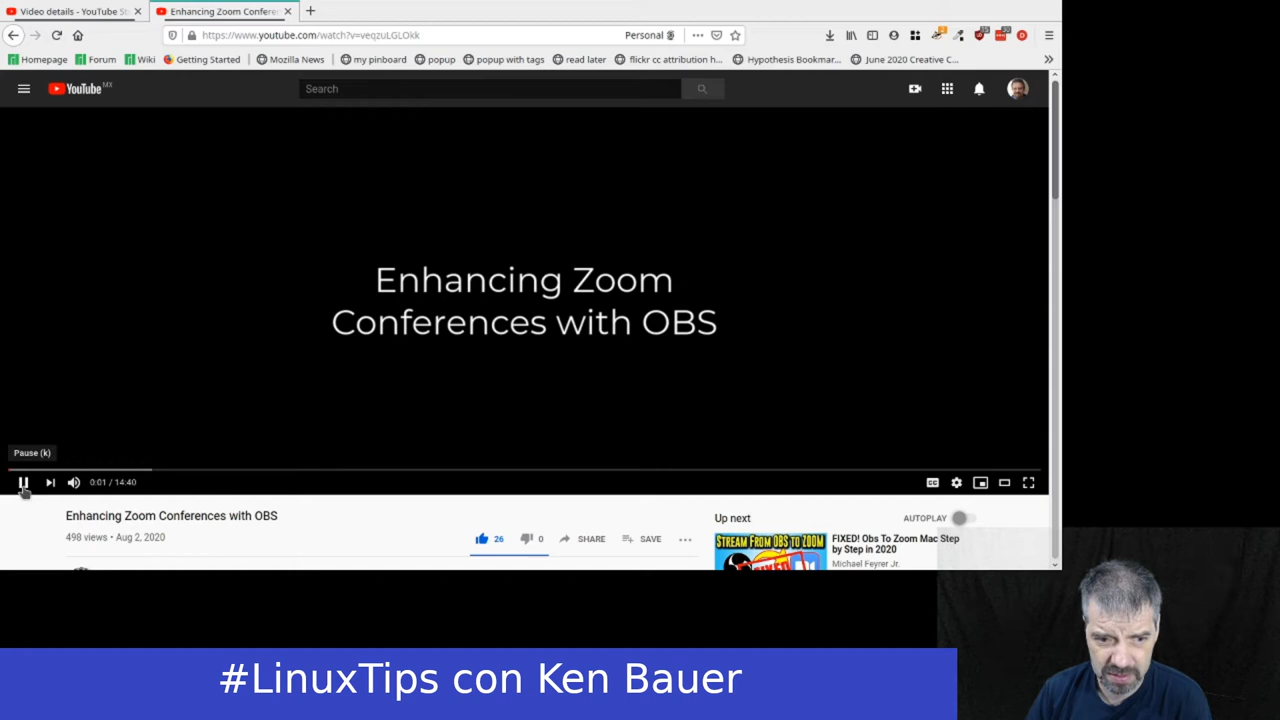 Video details - YouTube St
Enhancing Zoom Conferen
https://www.youtube.com/watch?v=veqzuLGLOkk
Personal
Homepage
Forum
Wiki
Getting Started
Mozilla News
my pinboard
popup
popup with tags
read later
flickr cc attribution h...
Hypothesis Bookmar...
June 2020 Creative C...
YouTube MX
Search
Enhancing Zoom
Conferences with OBS
Pause (k)
0:01 / 14:40
CC
Enhancing Zoom Conferences with OBS
498 views • Aug 2, 2020
26
0
SHARE
SAVE
Up next
AUTOPLAY
STREAM FROM OBS TO ZOOM
FIXED
FIXED! Obs To Zoom Mac Step
by Step in 2020
Michael Feyrer Jr.
#LinuxTips con Ken Bauer